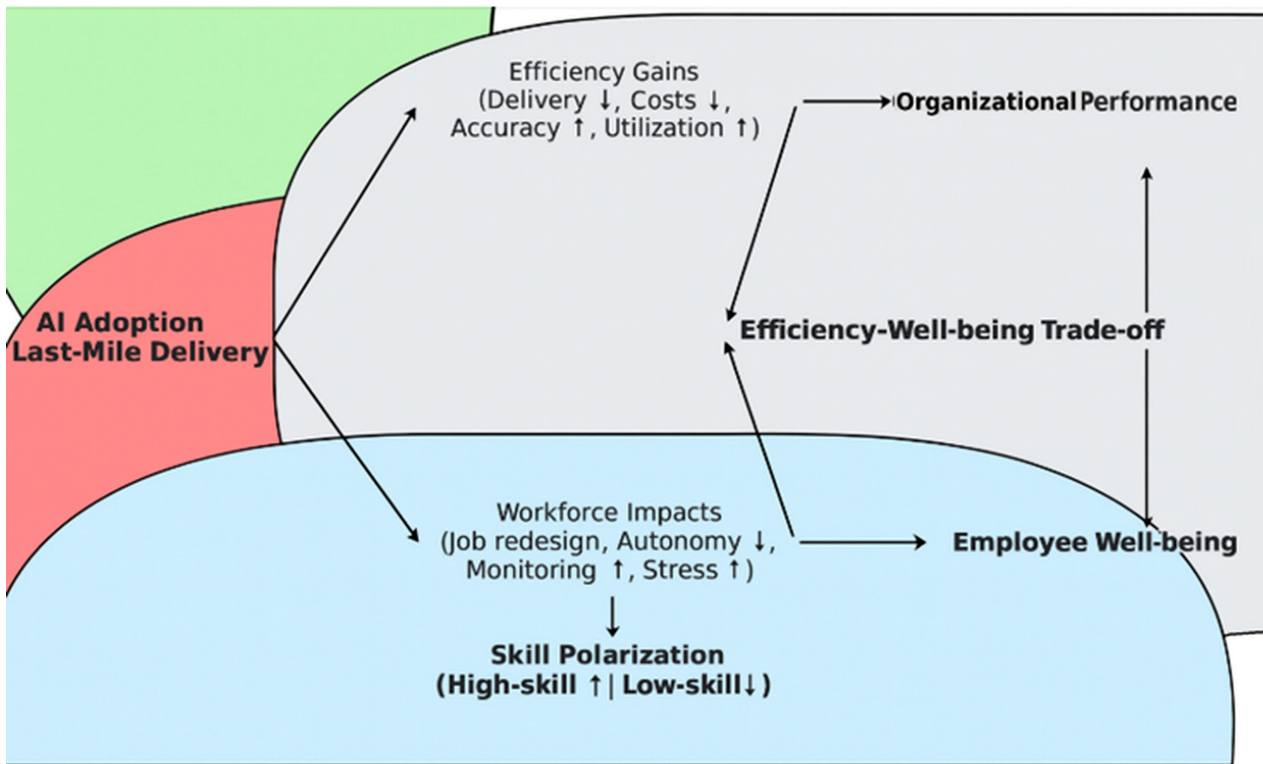 Efficiency Gains
(Delivery ↓, Costs ↓,
Accuracy ↑, Utilization ↑)
Organizational Performance
AI Adoption
Last-Mile Delivery
Efficiency-Well-being Trade-off
Workforce Impacts
(Job redesign, Autonomy ↓,
Monitoring ↑, Stress ↑)
Employee Well-being
Skill Polarization
(High-skill ↑| Low-skill↓)